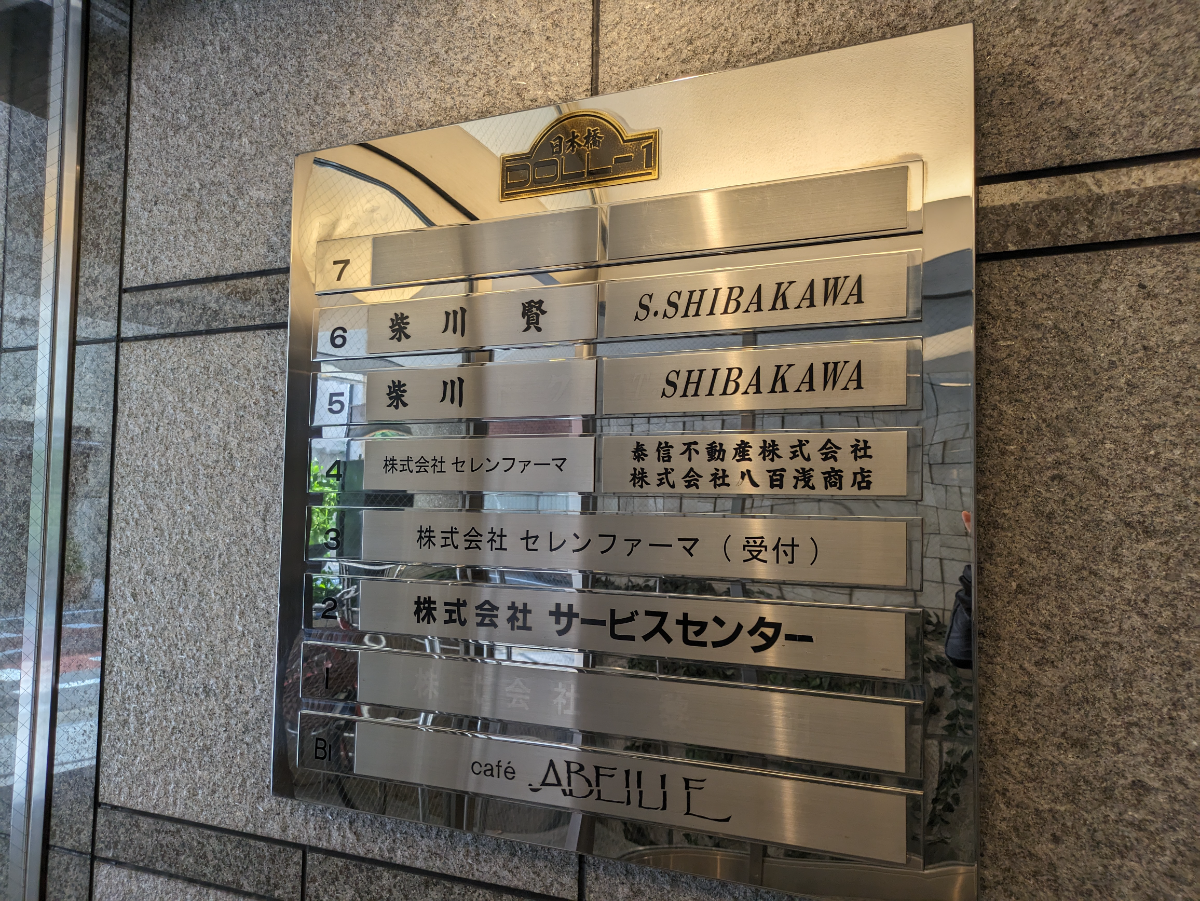 日本橋
DOLL-1
7
6 柴川 賢 S.SHIBAKAWA
5 柴川 SHIBAKAWA
4 株式会社 セレンファーマ 泰信不動産株式会社
株式会社八百浅商店
3 株式会社 セレンファーマ (受付)
2 株式会社 サービスセンター
1 株式会社
B1 café ABEILLE